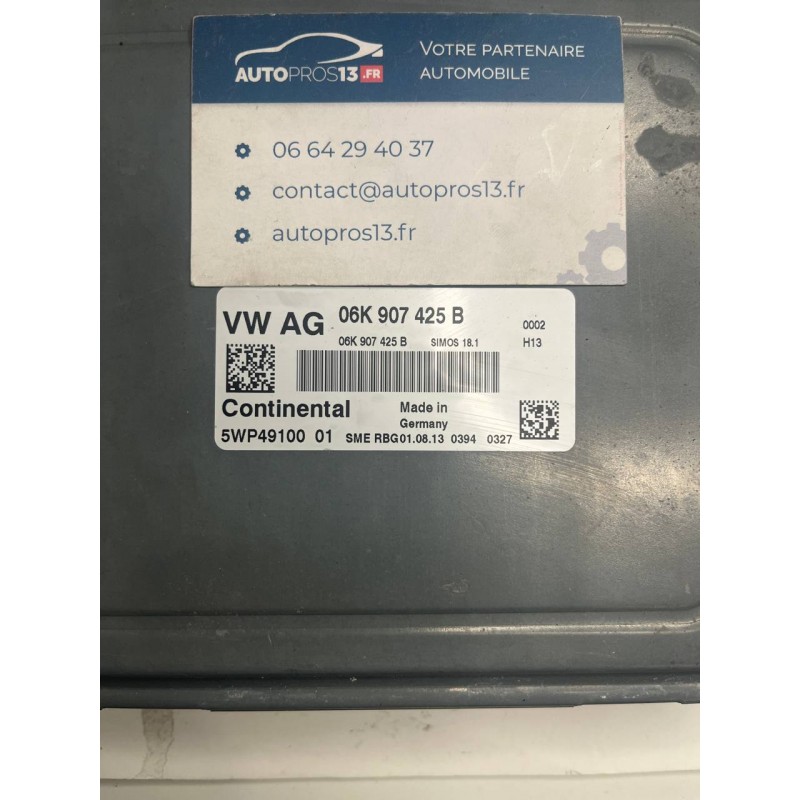 AUTOPROS13.FR
VOTRE PARTENAIRE
AUTOMOBILE
06 64 29 40 37
contact@autopros13.fr
autopros13.fr
VW AG 06K 907 425 B
0002
06K 907 425 B SIMOS 18.1 H13
Continental Made in
Germany
5WP49100 01 SME RBG01.08.13 0394 0327